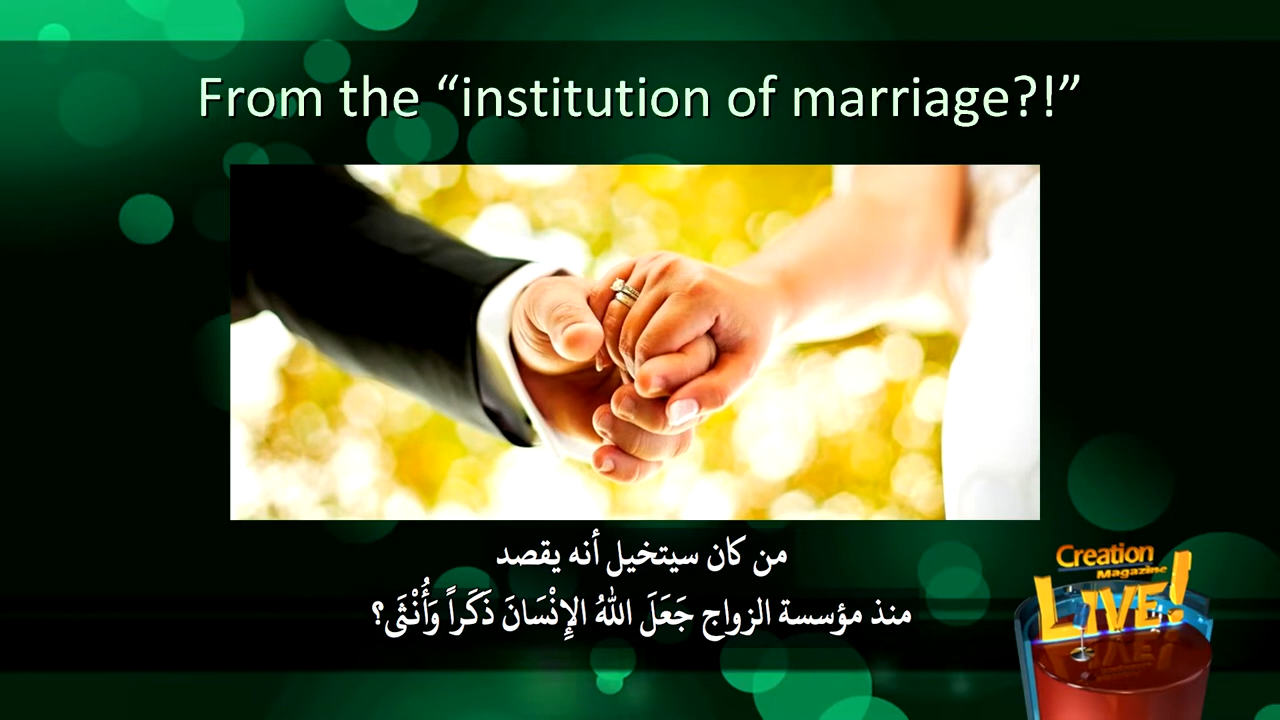 From the “institution of marriage?!”
من كان سيتخيل أنه يقصد
منذ مؤسسة الزواج جَعَلَ اللهُ الإِنْسَانَ ذَكَراً وَأُنْثَى؟
Creation
Magazine
LIVE!